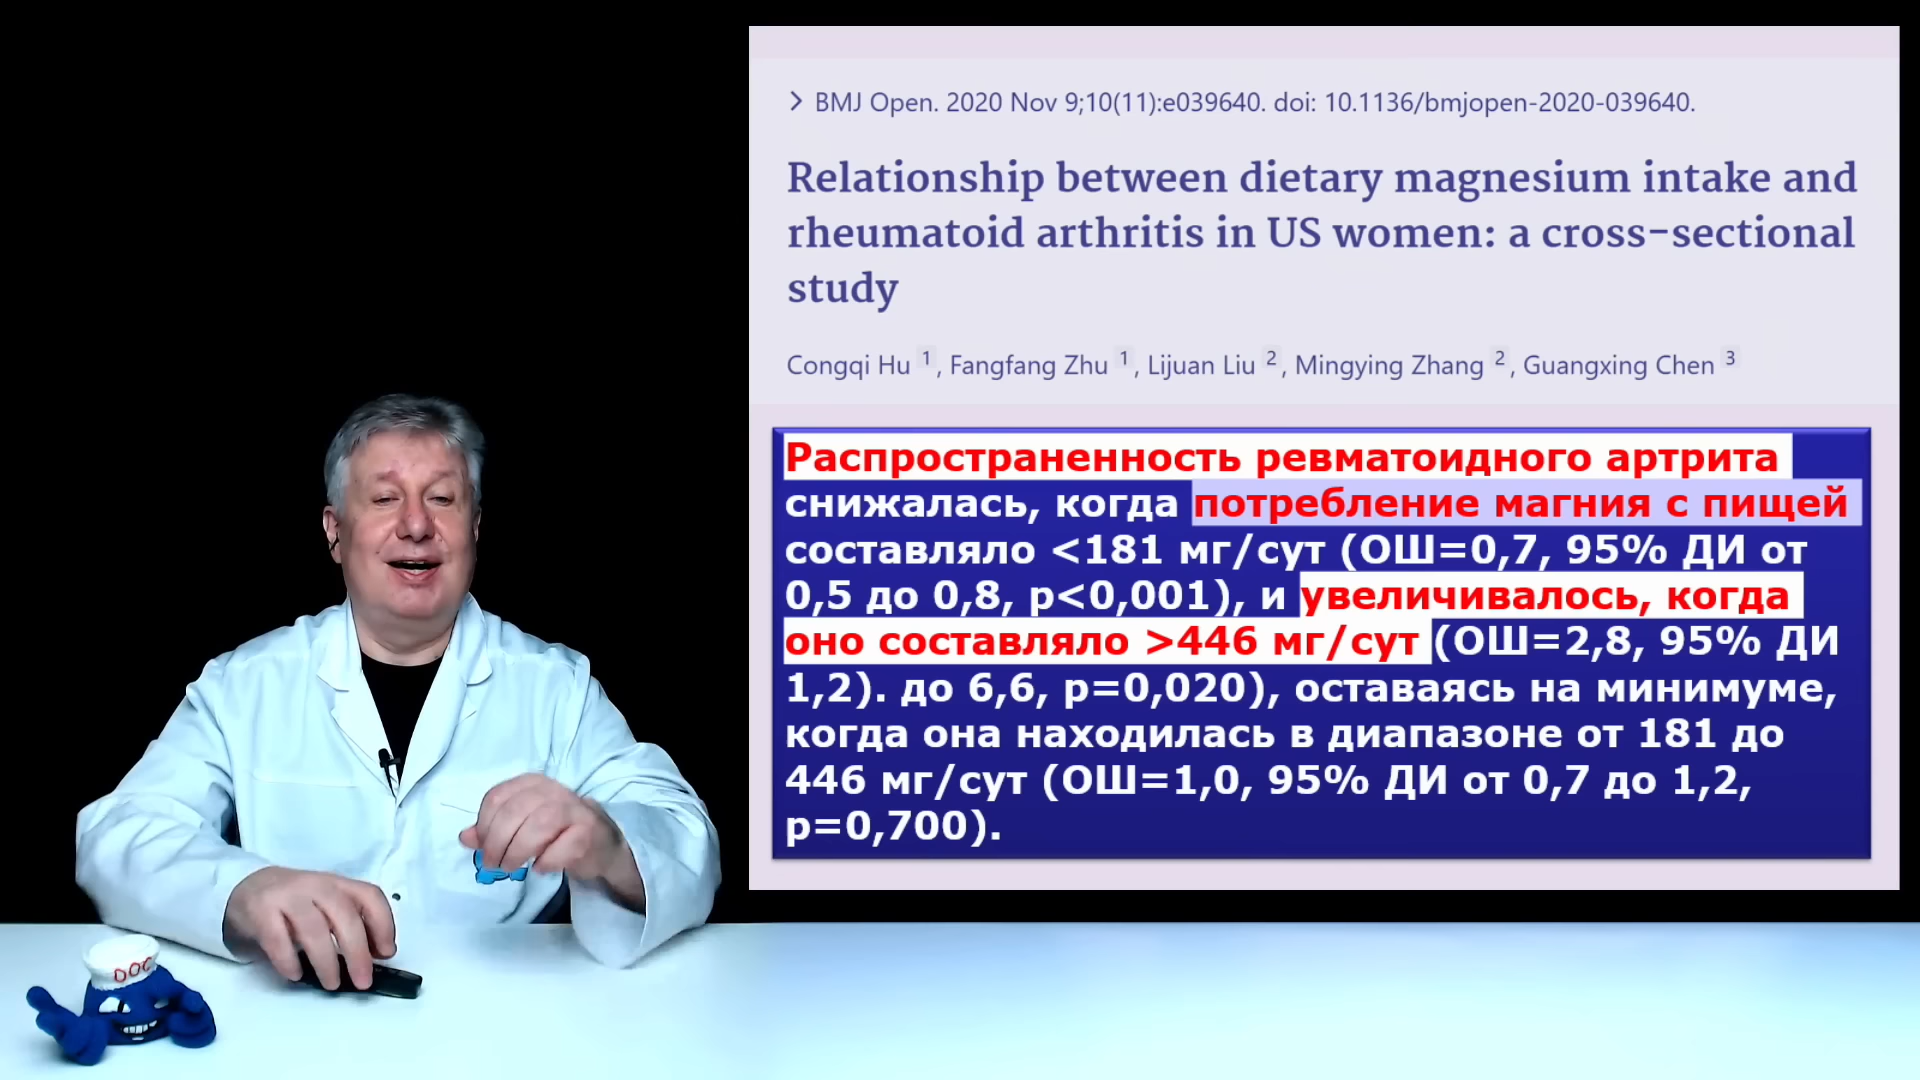 > BMJ Open. 2020 Nov 9;10(11):e039640. doi: 10.1136/bmjopen-2020-039640.
Relationship between dietary magnesium intake and
rheumatoid arthritis in US women: a cross-sectional
study
Congqi Hu 1, Fangfang Zhu 1, Lijuan Liu 2, Mingying Zhang 2, Guangxing Chen 3
Распространенность ревматоидного артрита
снижалась, когда потребление магния с пищей
составляло <181 мг/сут (ОШ=0,7, 95% ДИ от
0,5 до 0,8, p<0,001), и увеличивалось, когда
оно составляло >446 мг/сут (ОШ=2,8, 95% ДИ
1,2). до 6,6, p=0,020), оставаясь на минимуме,
когда она находилась в диапазоне от 181 до
446 мг/сут (ОШ=1,0, 95% ДИ от 0,7 до 1,2,
p=0,700).
DOC